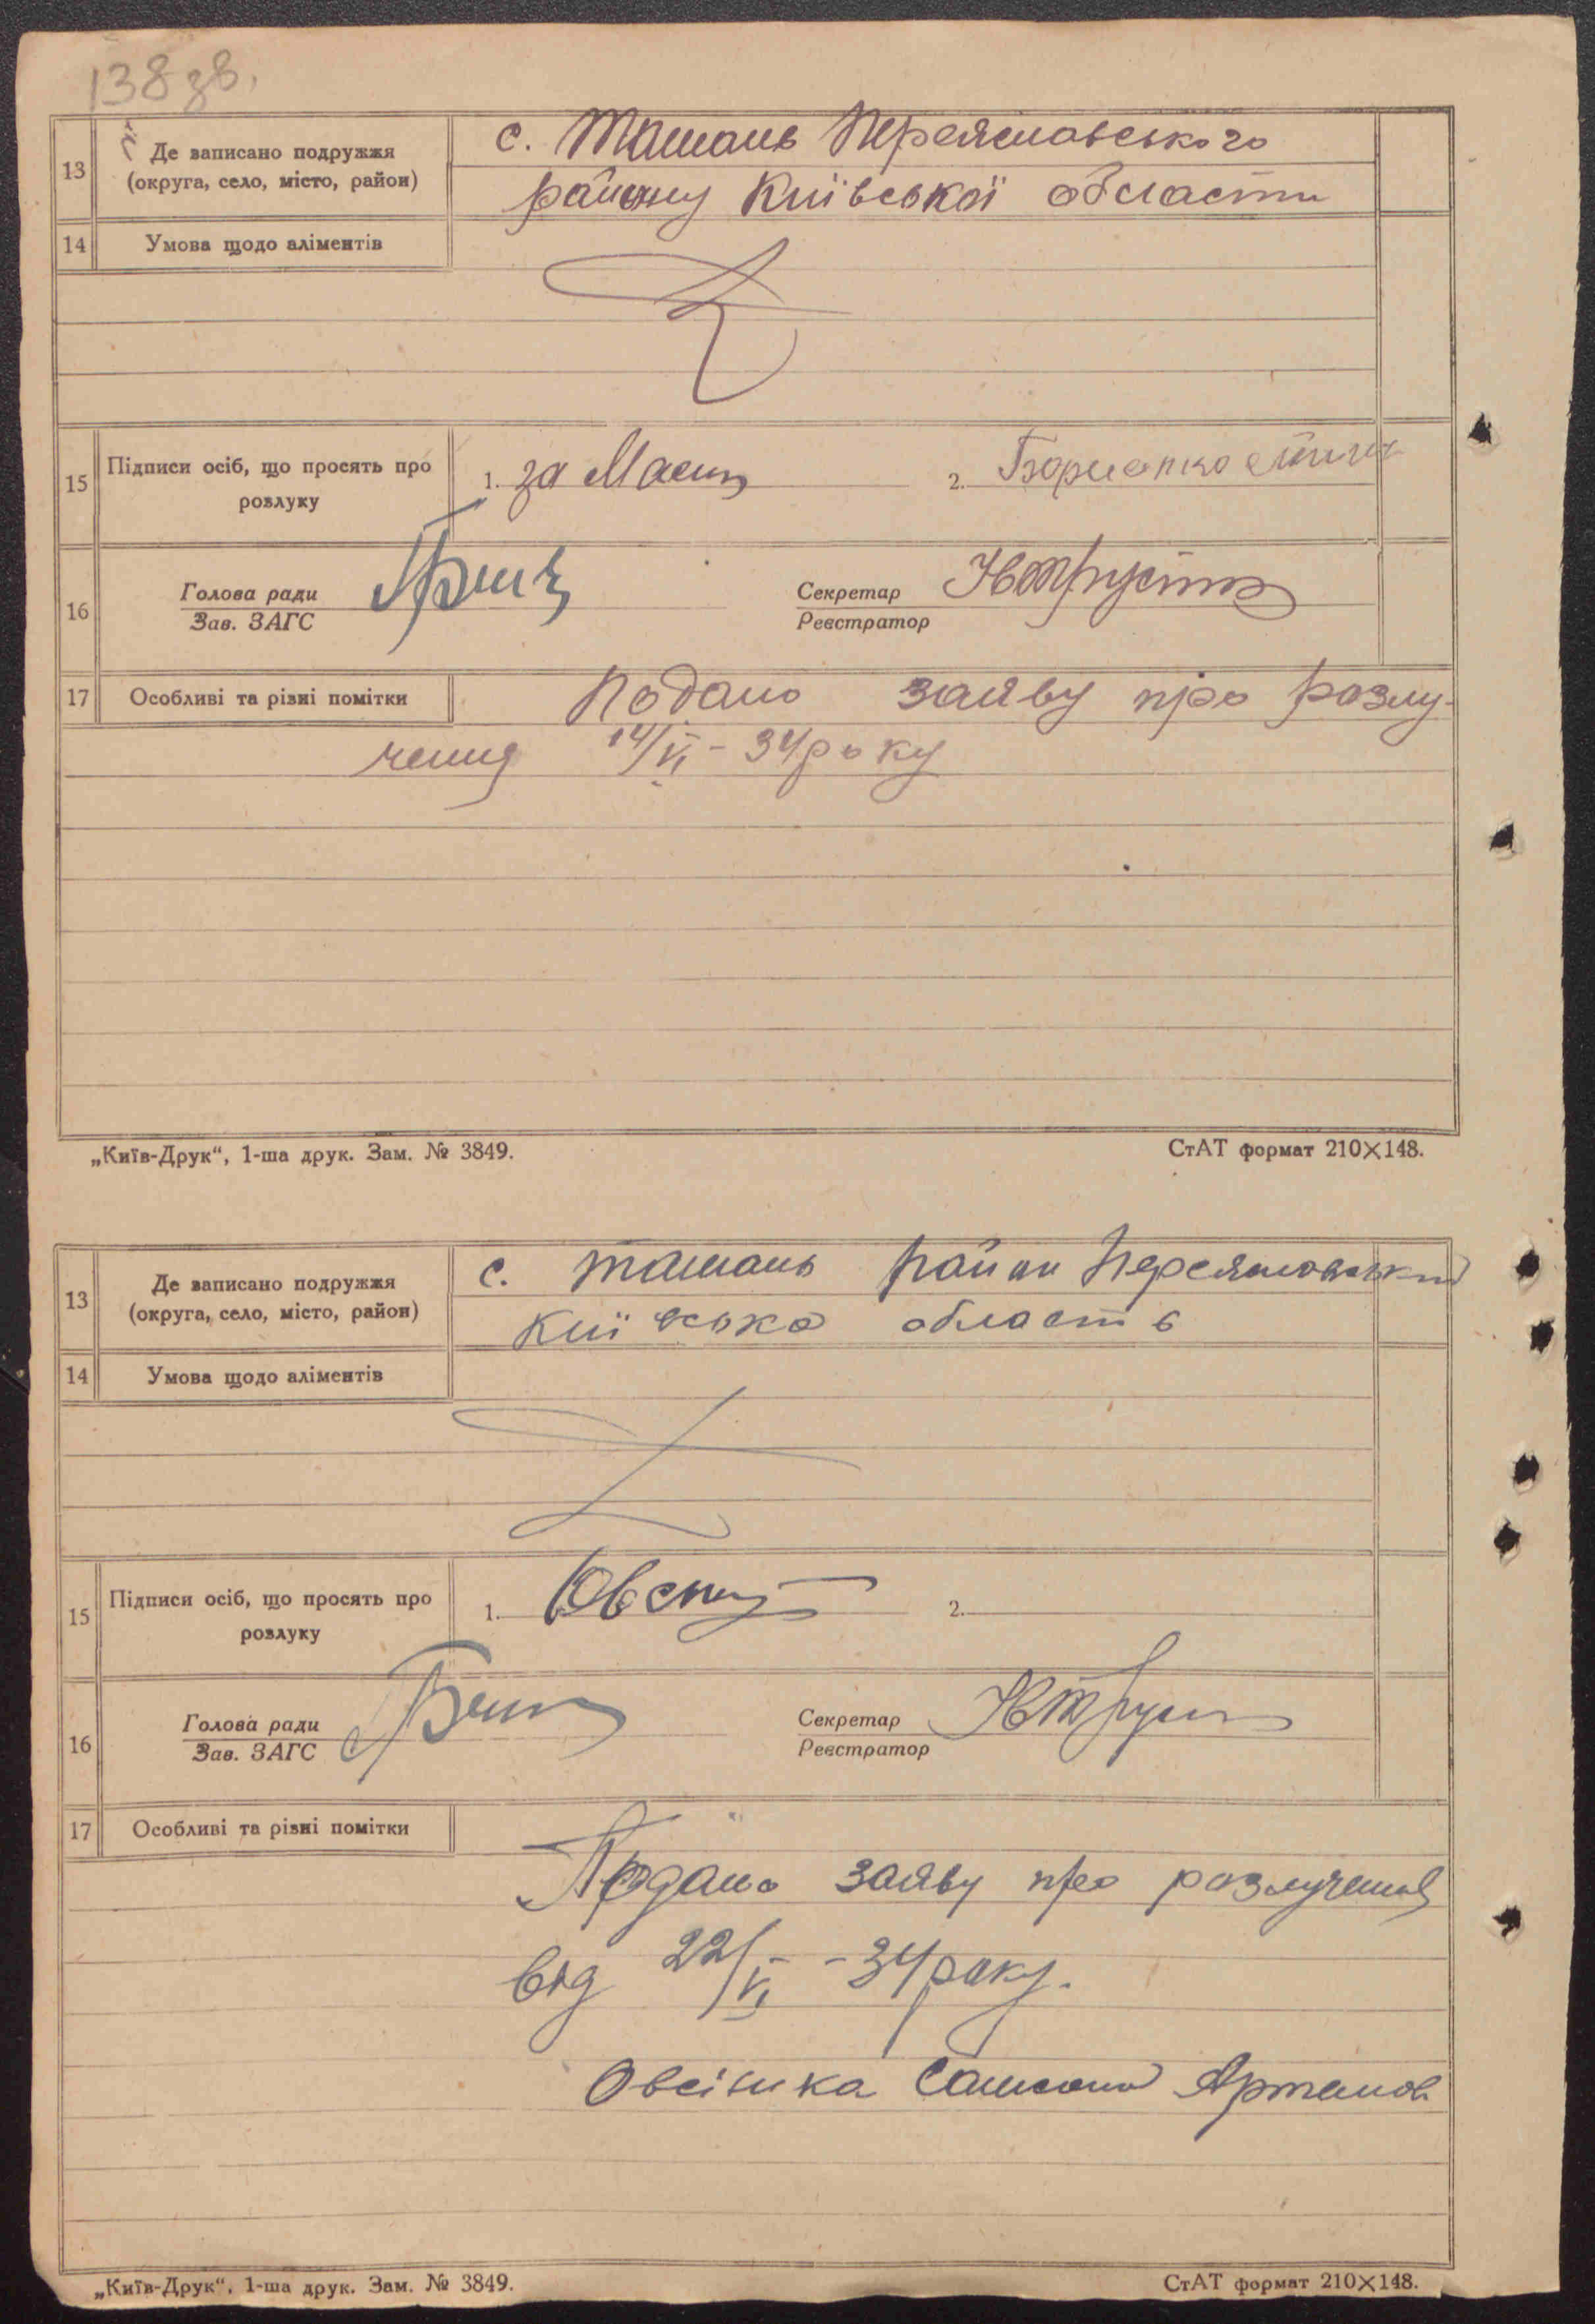 138 зв.
13
Де записано подружжя
(округа, село, місто, район)
с. Ташань Переяславського
району Київської области
14
Умова щодо аліментів
15
Підписи осіб, що просять про
розлуку
1. за
2.
16
Голова ради
Зав. ЗАГС
Секретар
Реєстратор
17
Особливі та різні помітки
Подано заяву про розлу-
чення 14/VI - 34 року
„Київ-Друк“, 1-ша друк. Зам. № 3849.
СтАТ формат 210×148.
13
Де записано подружжя
(округа, село, місто, район)
с. Ташань район Переяславський
Київська область
14
Умова щодо аліментів
15
Підписи осіб, що просять про
розлуку
1.
2.
16
Голова ради
Зав. ЗАГС
Секретар
Реєстратор
17
Особливі та різні помітки
Подано заяву про розлучення
від 22/VI - 34 року.
Овсієнка Самсона Артемов
„Київ-Друк“, 1-ша друк. Зам. № 3849.
СтАТ формат 210×148.